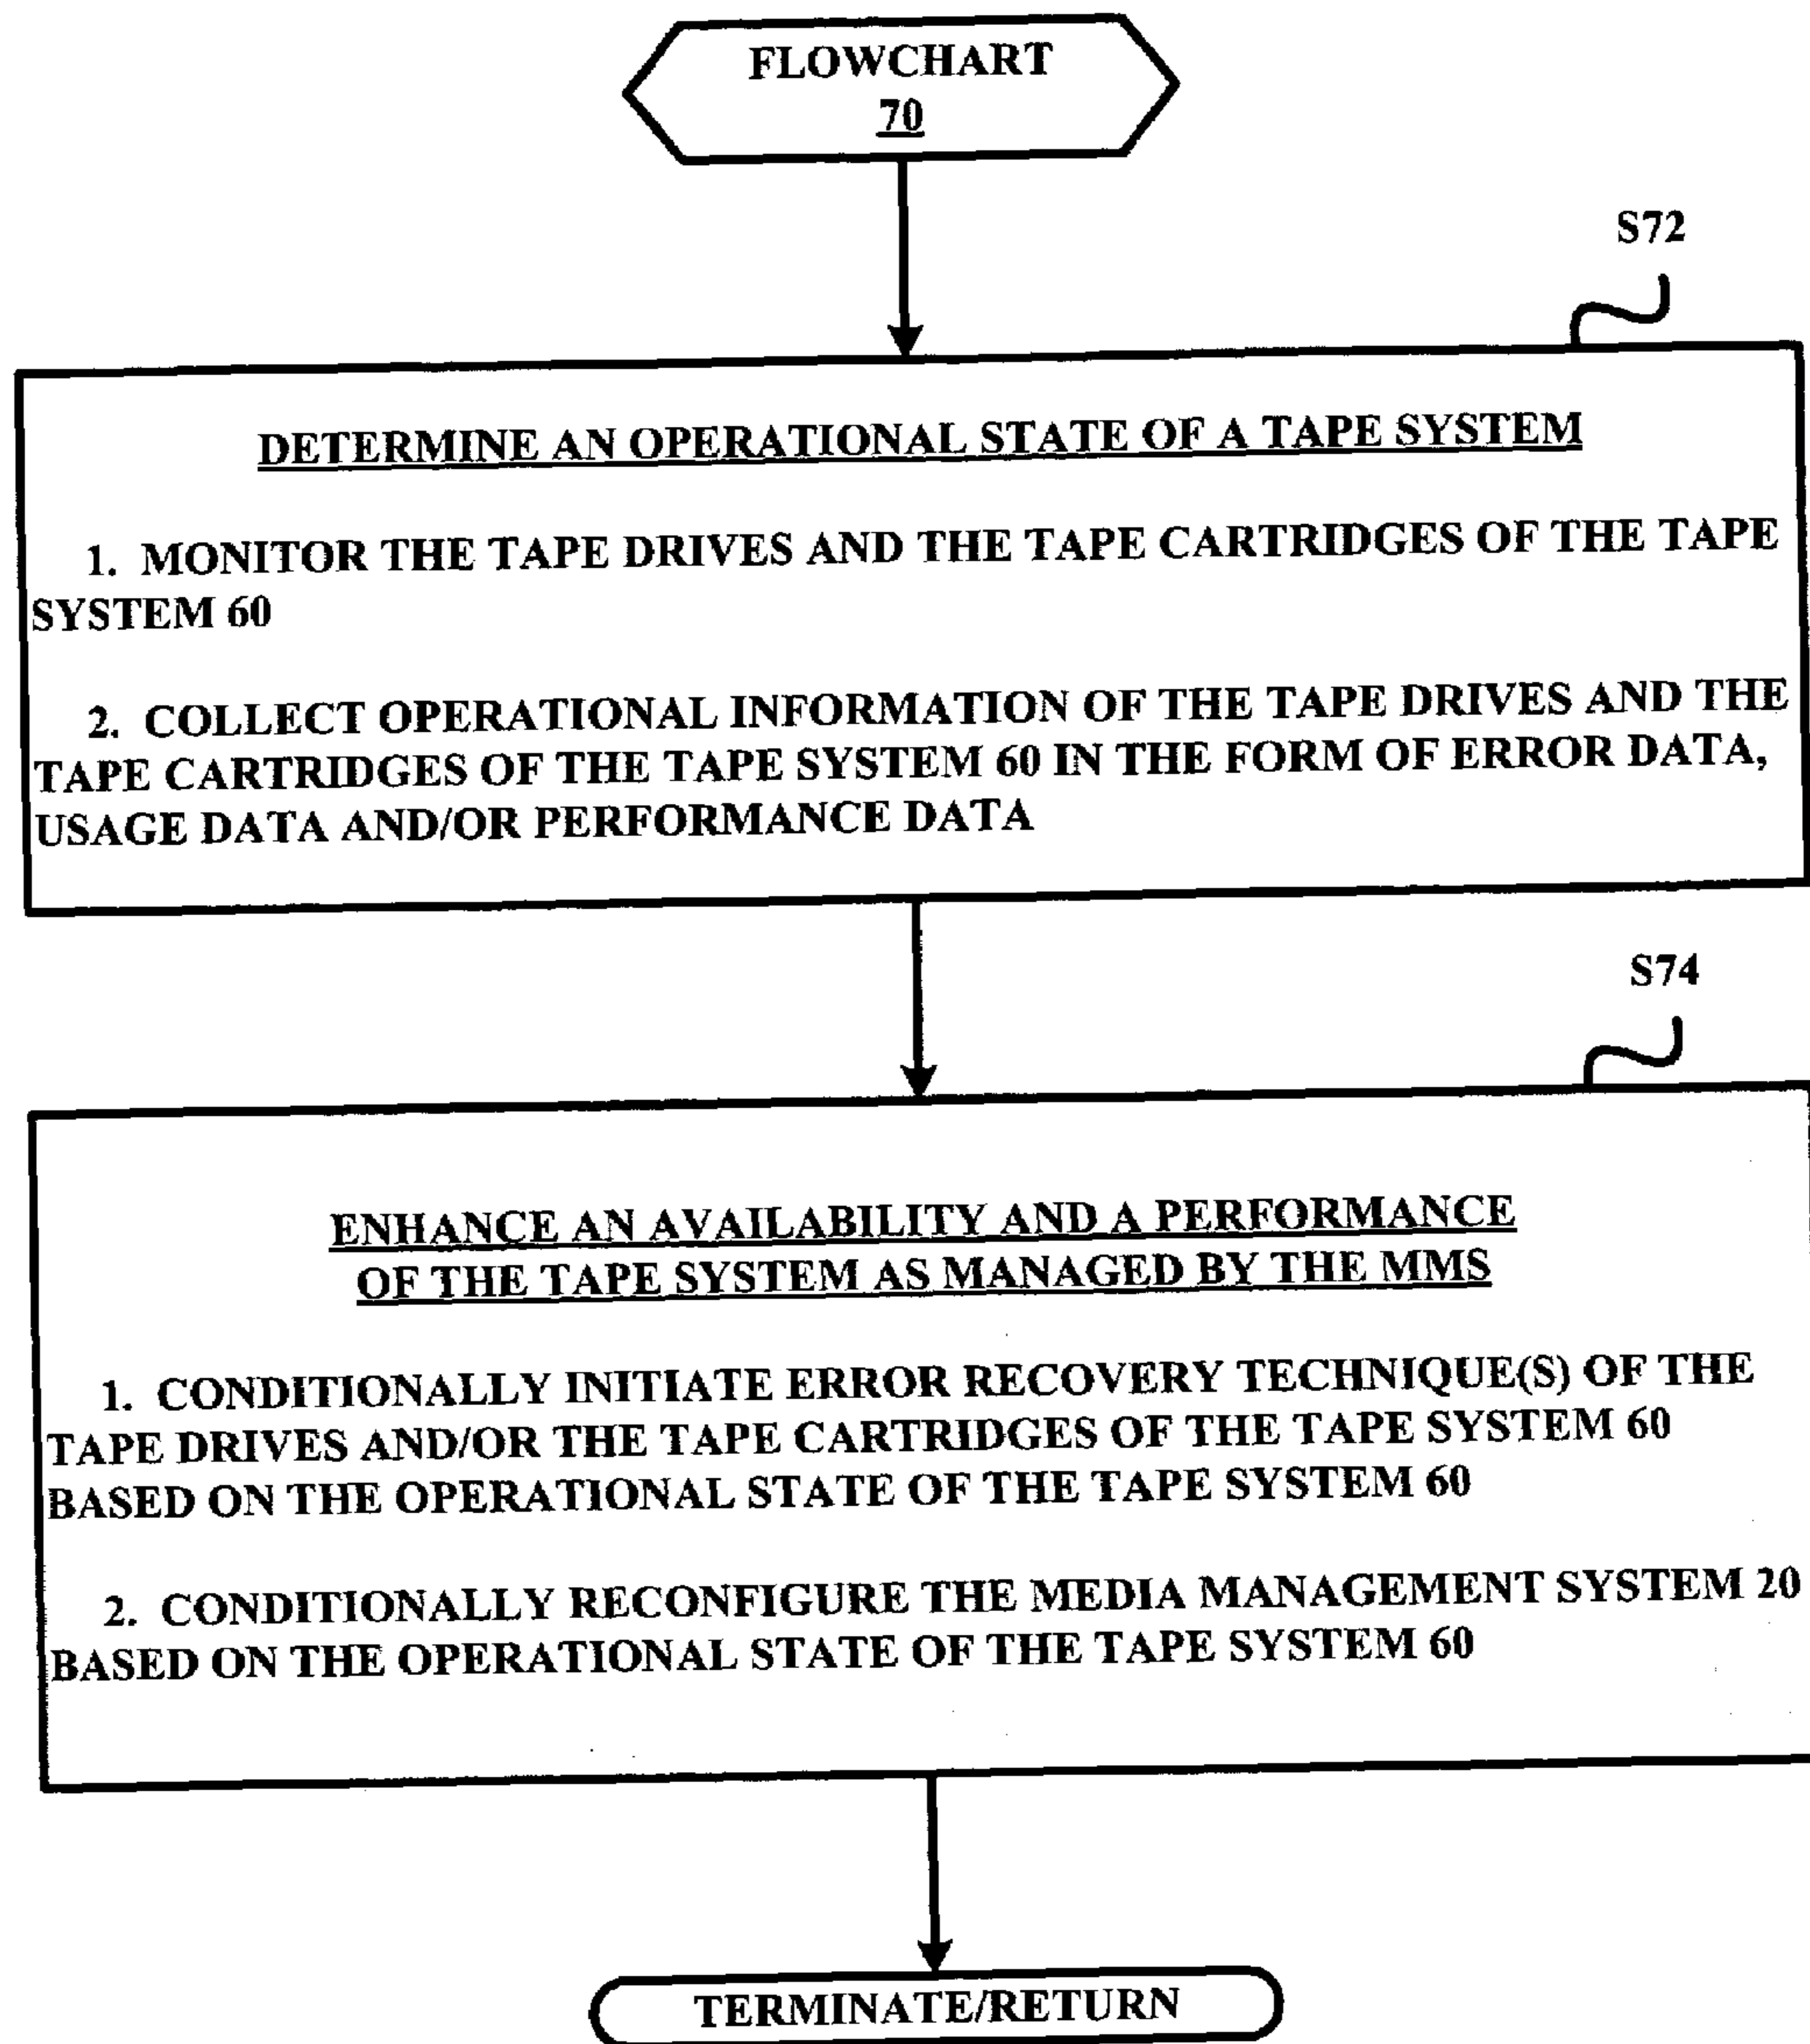 FLOWCHART
70
S72
DETERMINE AN OPERATIONAL STATE OF A TAPE SYSTEM
1. MONITOR THE TAPE DRIVES AND THE TAPE CARTRIDGES OF THE TAPE
SYSTEM 60
2. COLLECT OPERATIONAL INFORMATION OF THE TAPE DRIVES AND THE
TAPE CARTRIDGES OF THE TAPE SYSTEM 60 IN THE FORM OF ERROR DATA,
USAGE DATA AND/OR PERFORMANCE DATA
S74
ENHANCE AN AVAILABILITY AND A PERFORMANCE
OF THE TAPE SYSTEM AS MANAGED BY THE MMS
1. CONDITIONALLY INITIATE ERROR RECOVERY TECHNIQUE(S) OF THE
TAPE DRIVES AND/OR THE TAPE CARTRIDGES OF THE TAPE SYSTEM 60
BASED ON THE OPERATIONAL STATE OF THE TAPE SYSTEM 60
2. CONDITIONALLY RECONFIGURE THE MEDIA MANAGEMENT SYSTEM 20
BASED ON THE OPERATIONAL STATE OF THE TAPE SYSTEM 60
TERMINATE/RETURN